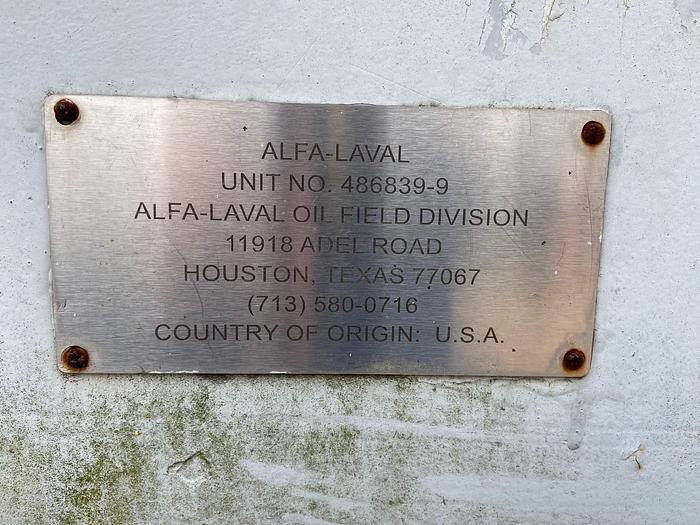 ALFA-LAVAL
UNIT NO. 486839-9
ALFA-LAVAL OIL FIELD DIVISION
11918 ADEL ROAD
HOUSTON, TEXAS 77067
(713) 580-0716
COUNTRY OF ORIGIN: U.S.A.